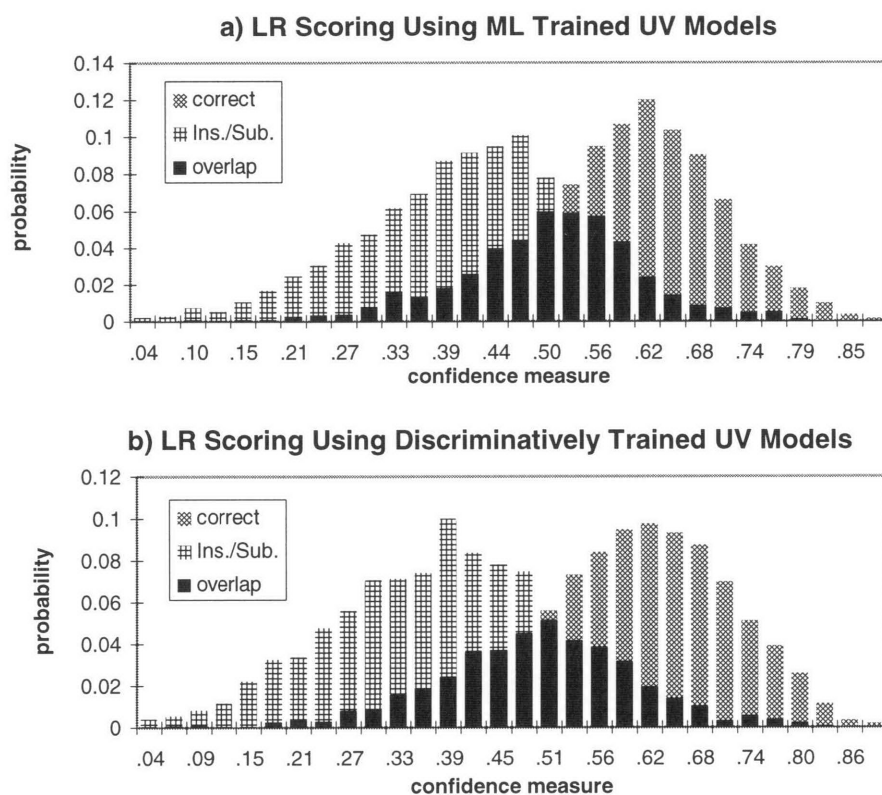 a) LR Scoring Using ML Trained UV Models
0.14
0.12
0.1
0.08
0.06
0.04
0.02
0
probability
correct
Ins./Sub.
overlap
.04 .10 .15 .21 .27 .33 .39 .44 .50 .56 .62 .68 .74 .79 .85
confidence measure
b) LR Scoring Using Discriminatively Trained UV Models
0.12
0.1
0.08
0.06
0.04
0.02
0
probability
correct
Ins./Sub.
overlap
.04 .09 .15 .21 .27 .33 .39 .45 .51 .56 .62 .68 .74 .80 .86
confidence measure